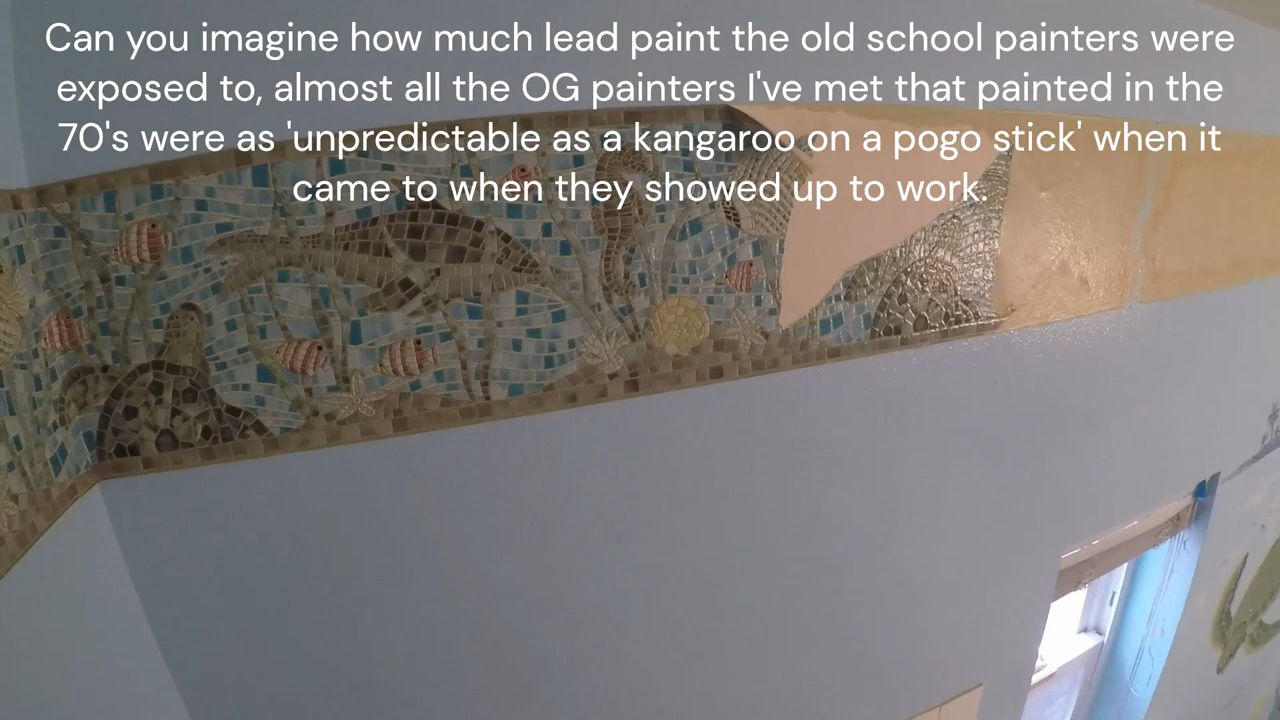 Can you imagine how much lead paint the old school painters were
exposed to, almost all the OG painters I've met that painted in the
70's were as 'unpredictable as a kangaroo on a pogo stick' when it
came to when they showed up to work.